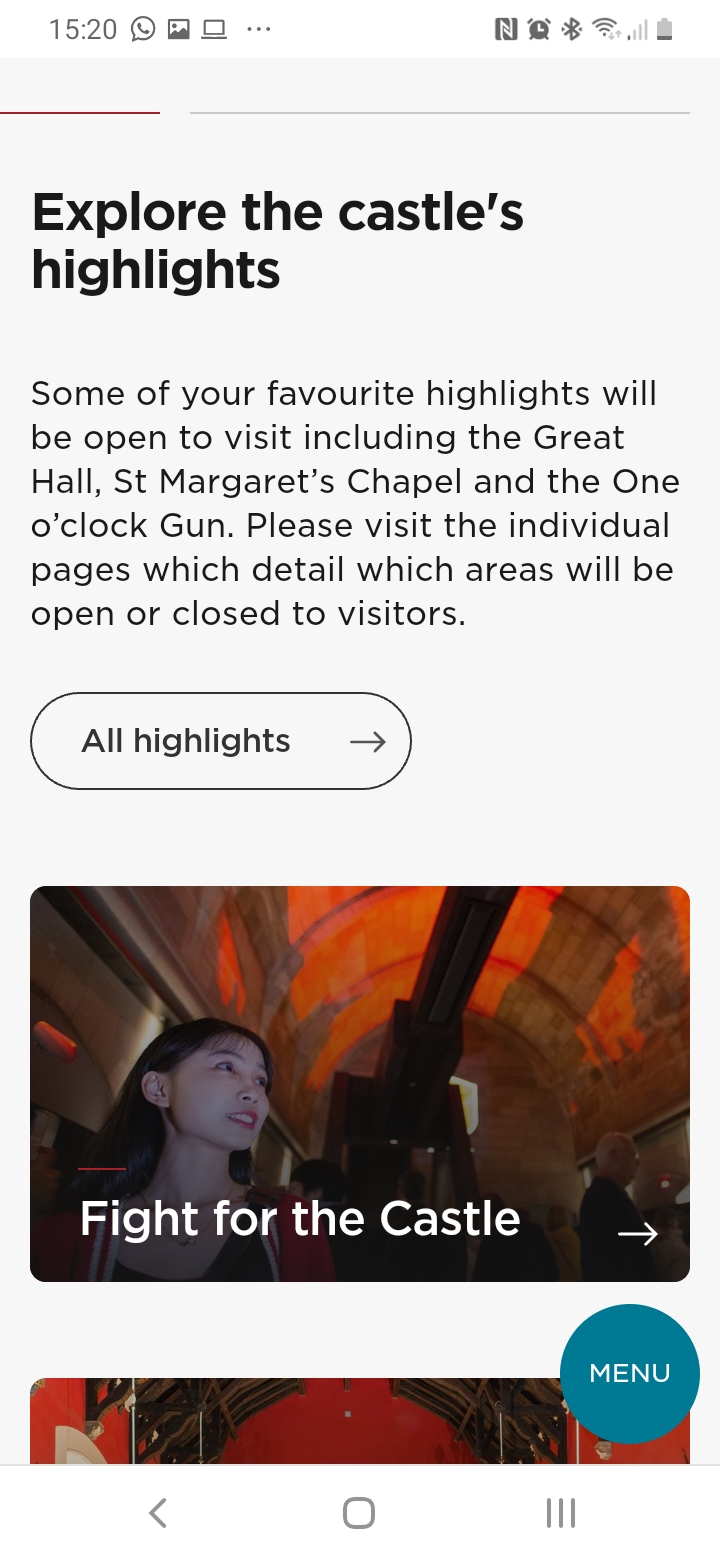 15:20
Explore the castle's
highlights
Some of your favourite highlights will
be open to visit including the Great
Hall, St Margaret’s Chapel and the One
o’clock Gun. Please visit the individual
pages which detail which areas will be
open or closed to visitors.
All highlights
Fight for the Castle
MENU